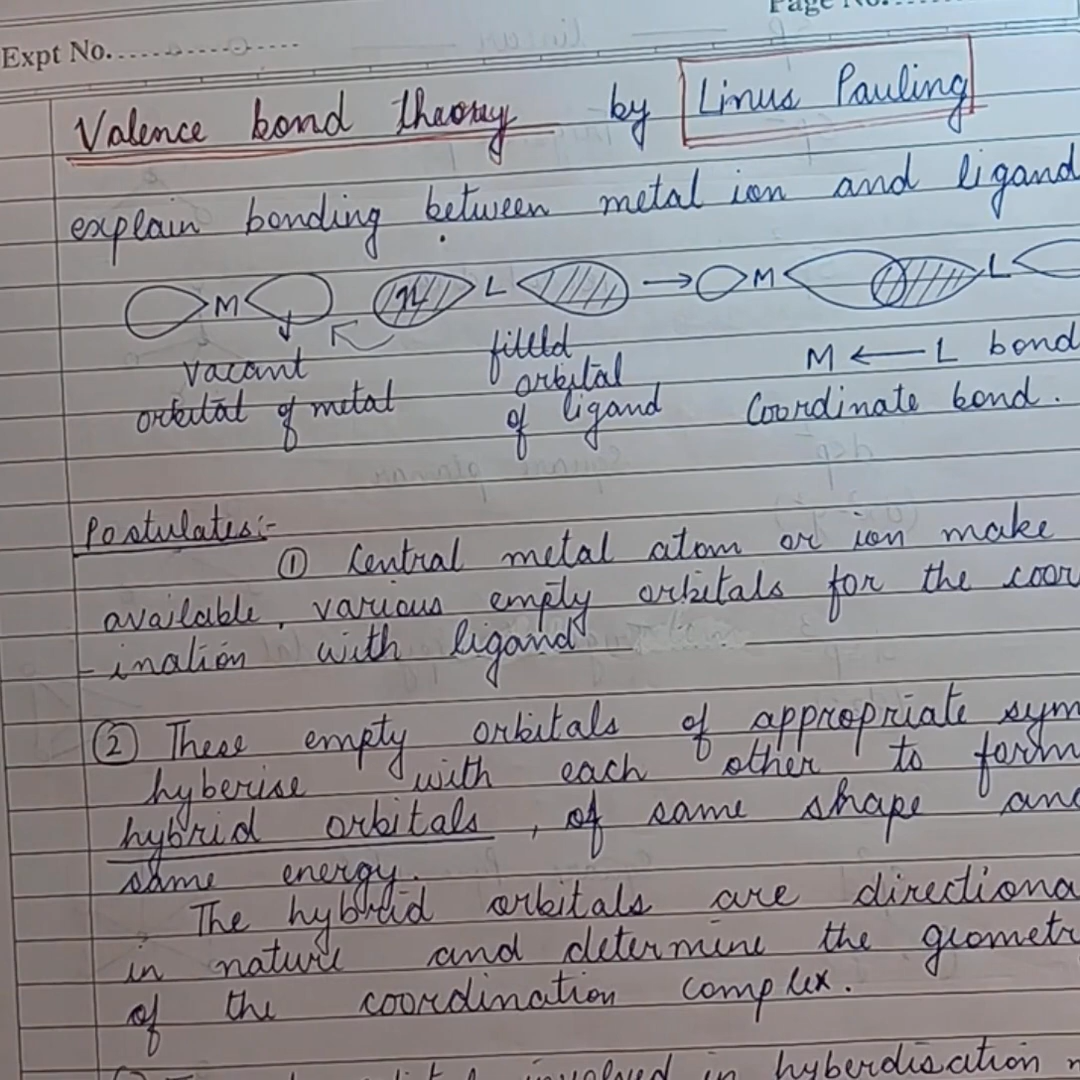 Page No.
Expt No.
Valence bond theory by Linus Pauling
explain bonding between metal ion and ligand
M L → M L
vacant orbital of metal
filled orbital of ligand
M ← L bond
Coordinate bond.
Postulates:-
① Central metal atom or ion make
available, various empty orbitals for the coor
-ination with ligand
② These empty orbitals of appropriate sym
hyberise with each other to form
hybrid orbitals, of same shape and
same energy.
The hybrid orbitals are directiona
in nature and determine the geometr
of the coordination complex.
involved in hyberdisation